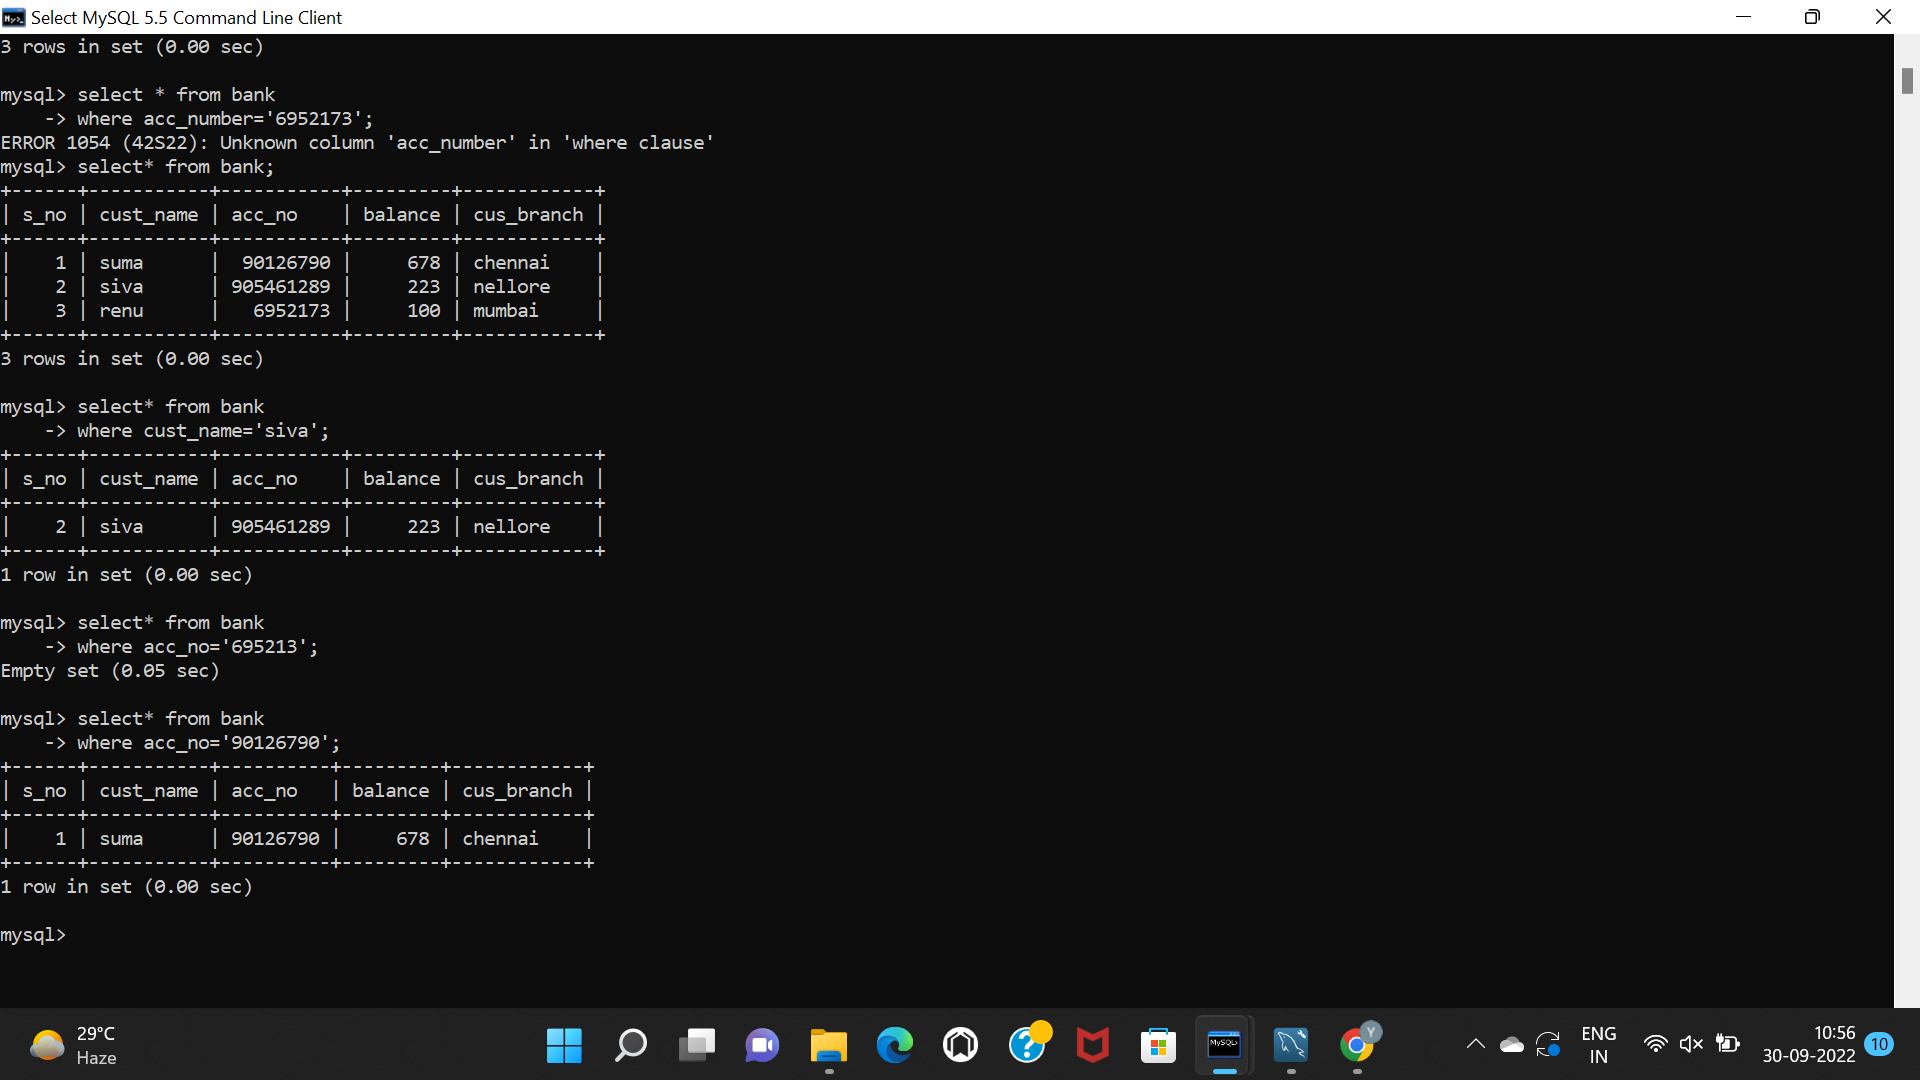 Select MySQL 5.5 Command Line Client
3 rows in set (0.00 sec)
mysql> select * from bank
    -> where acc_number='6952173';
ERROR 1054 (42S22): Unknown column 'acc_number' in 'where clause'
mysql> select* from bank;
+------+-----------+-----------+---------+------------+
| s_no | cust_name | acc_no    | balance | cus_branch |
+------+-----------+-----------+---------+------------+
|    1 | suma      |  90126790 |     678 | chennai    |
|    2 | siva      | 905461289 |     223 | nellore    |
|    3 | renu      |   6952173 |     100 | mumbai     |
+------+-----------+-----------+---------+------------+
3 rows in set (0.00 sec)
mysql> select* from bank
    -> where cust_name='siva';
+------+-----------+-----------+---------+------------+
| s_no | cust_name | acc_no    | balance | cus_branch |
+------+-----------+-----------+---------+------------+
|    2 | siva      | 905461289 |     223 | nellore    |
+------+-----------+-----------+---------+------------+
1 row in set (0.00 sec)
mysql> select* from bank
    -> where acc_no='695213';
Empty set (0.05 sec)
mysql> select* from bank
    -> where acc_no='90126790';
+------+-----------+----------+---------+------------+
| s_no | cust_name | acc_no   | balance | cus_branch |
+------+-----------+----------+---------+------------+
|    1 | suma      | 90126790 |     678 | chennai    |
+------+-----------+----------+---------+------------+
1 row in set (0.00 sec)
mysql>
29°C
Haze
MySQL>
Y
ENG
IN
10:56
30-09-2022
10